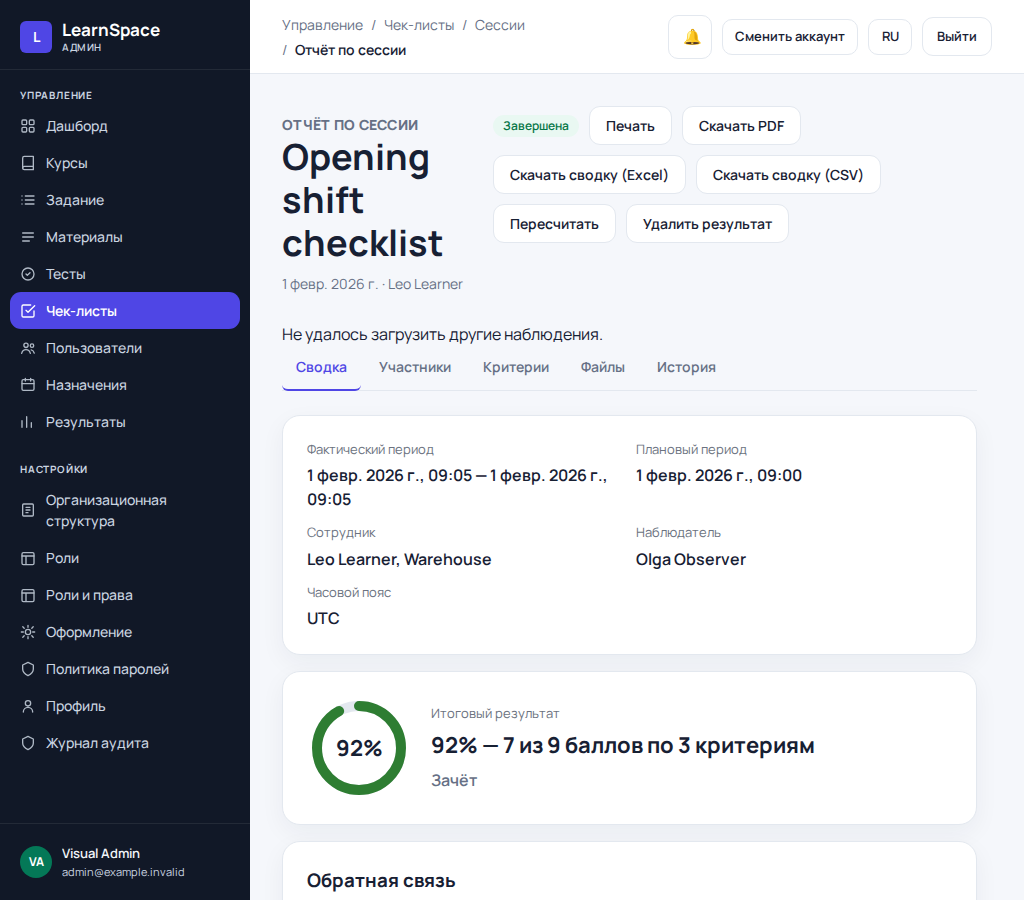 L
LearnSpace
АДМИН
УПРАВЛЕНИЕ
Дашборд
Курсы
Задание
Материалы
Тесты
Чек-листы
Пользователи
Назначения
Результаты
НАСТРОЙКИ
Организационная
структура
Роли
Роли и права
Оформление
Политика паролей
Профиль
Журнал аудита
VA
Visual Admin
admin@example.invalid
Управление / Чек-листы / Сессии
/ Отчёт по сессии
Сменить аккаунт
RU
Выйти
ОТЧЁТ ПО СЕССИИ
Opening
shift
checklist
1 февр. 2026 г. · Leo Learner
Завершена
Печать
Скачать PDF
Скачать сводку (Excel)
Скачать сводку (CSV)
Пересчитать
Удалить результат
Не удалось загрузить другие наблюдения.
Сводка
Участники
Критерии
Файлы
История
Фактический период
1 февр. 2026 г., 09:05 — 1 февр. 2026 г.,
09:05
Плановый период
1 февр. 2026 г., 09:00
Сотрудник
Leo Learner, Warehouse
Наблюдатель
Olga Observer
Часовой пояс
UTC
92%
Итоговый результат
92% — 7 из 9 баллов по 3 критериям
Зачёт
Обратная связь